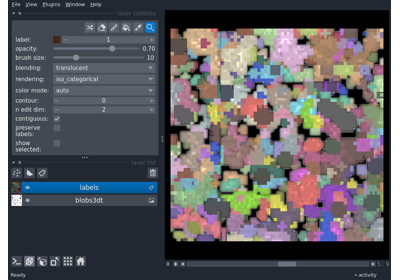 File View Plugins Window Help
layer controls
label: 1
opacity: 0.70
brush size: 10
blending: translucent
rendering: iso_categorical
color mode: auto
contour: 0
n edit dim: 2
contiguous:
preserve
labels:
show
selected:
layer list
labels
blobs3dt
Ready
activity